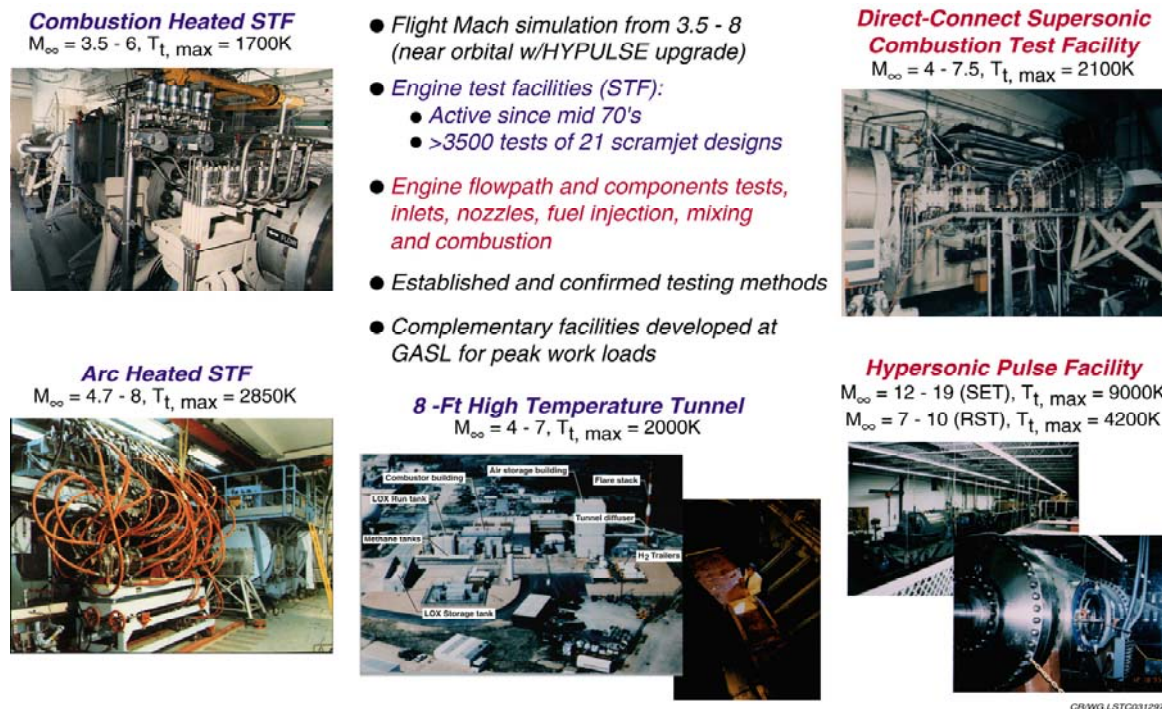 Combustion Heated STF
M∞ = 3.5 - 6, Tt, max = 1700K
FLOW
● Flight Mach simulation from 3.5 - 8
(near orbital w/HYPULSE upgrade)
● Engine test facilities (STF):
● Active since mid 70's
● >3500 tests of 21 scramjet designs
● Engine flowpath and components tests,
inlets, nozzles, fuel injection, mixing
and combustion
● Established and confirmed testing methods
● Complementary facilities developed at
GASL for peak work loads
Direct-Connect Supersonic
Combustion Test Facility
M∞ = 4 - 7.5, Tt, max = 2100K
Arc Heated STF
M∞ = 4.7 - 8, Tt, max = 2850K
8 -Ft High Temperature Tunnel
M∞ = 4 - 7, Tt, max = 2000K
Combustor building
Air storage building
Flare stack
LOX Run tank
Tunnel diffuser
Methane tanks
H2 Trailers
LOX Storage tank
Hypersonic Pulse Facility
M∞ = 12 - 19 (SET), Tt, max = 9000K
M∞ = 7 - 10 (RST), Tt, max = 4200K